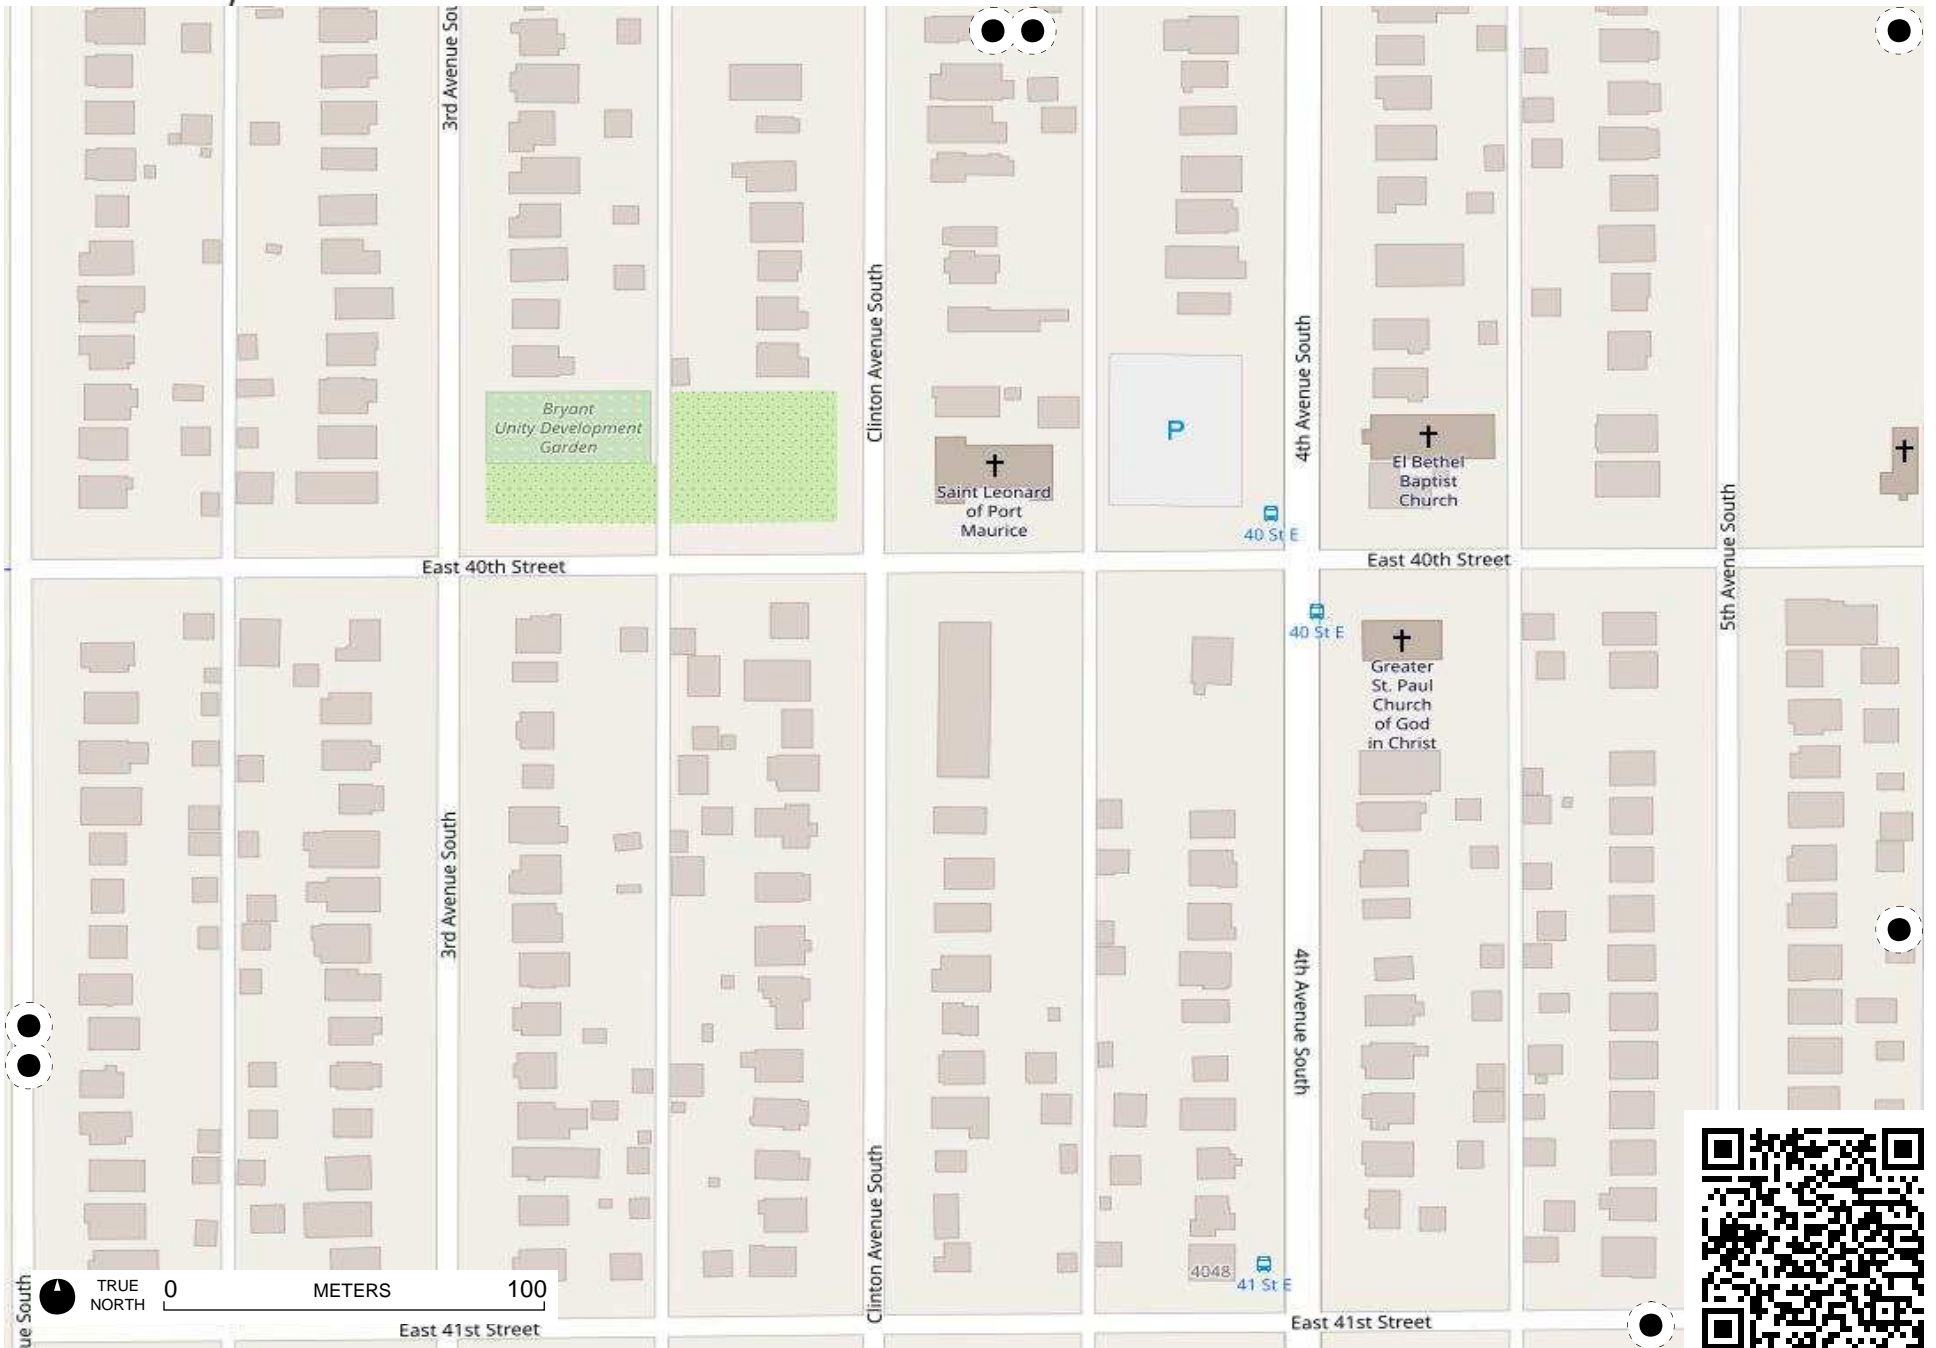 3rd Avenue Sou
Clinton Avenue South
4th Avenue South
Bryant
Unity Development
Garden
P
El Bethel
Baptist
Church
Saint Leonard
of Port
Maurice
40 St E
5th Avenue South
East 40th Street
East 40th Street
40 St E
Greater
St. Paul
Church
of God
in Christ
3rd Avenue South
4th Avenue South
Clinton Avenue South
4048
41 St E
ue South
TRUE
NORTH
0 METERS 100
East 41st Street
East 41st Street